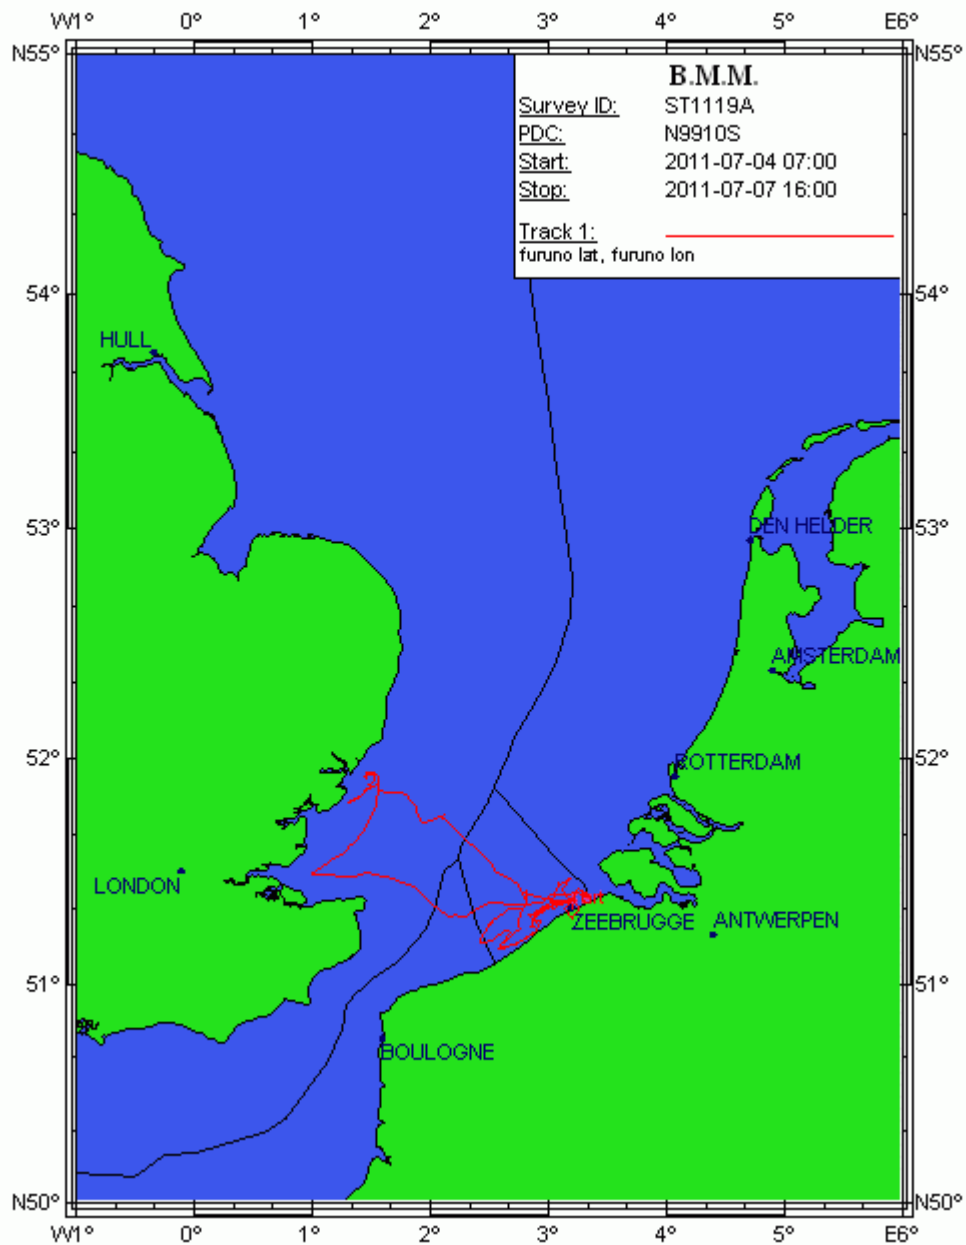 W1° 0° 1° 2° 3° 4° 5° E6°
N55° N55°
B.M.M.
Survey ID: ST1119A
PDC: N9910S
Start: 2011-07-04 07:00
Stop: 2011-07-07 16:00
Track 1:
furuno lat, furuno lon
54° 54°
HULL
53° 53°
DEN HELDER
AMSTERDAM
52° 52°
ROTTERDAM
LONDON
ZEEBRUGGE ANTWERPEN
51° 51°
BOULOGNE
N50° N50°
W1° 0° 1° 2° 3° 4° 5° E6°